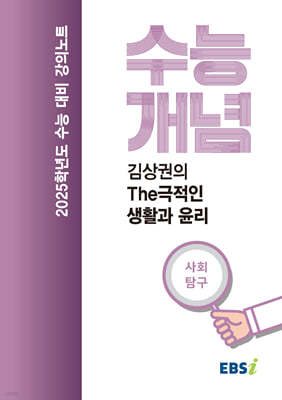 2025학년도 수능 대비 강의노트
수능
개념
김상권의
The극적인
생활과 윤리
사회
탐구
EBSi